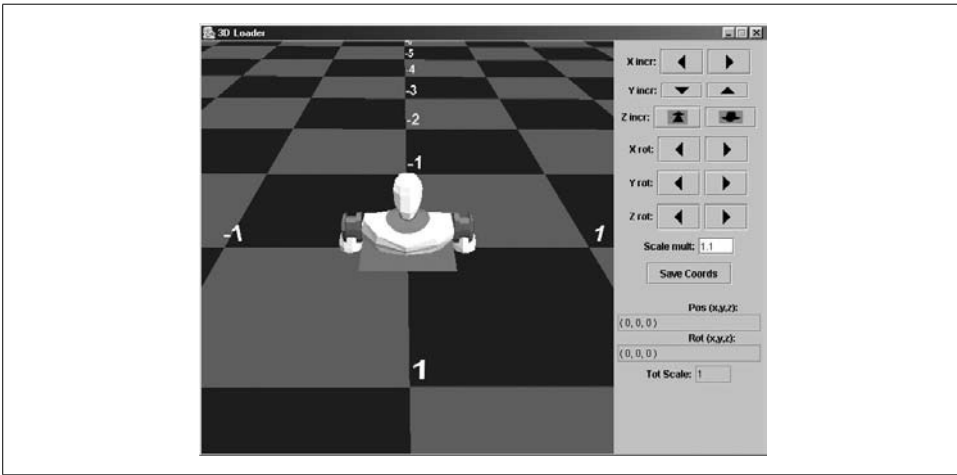 3D Loader
-5
-4
-3
-2
-1
-1
1
1
X incr:
Y incr:
Z incr:
X rot:
Y rot:
Z rot:
Scale mult: 1.1
Save Coords
Pos (x,y,z):
( 0, 0, 0 )
Rot (x,y,z):
( 0, 0, 0 )
Tot Scale: 1